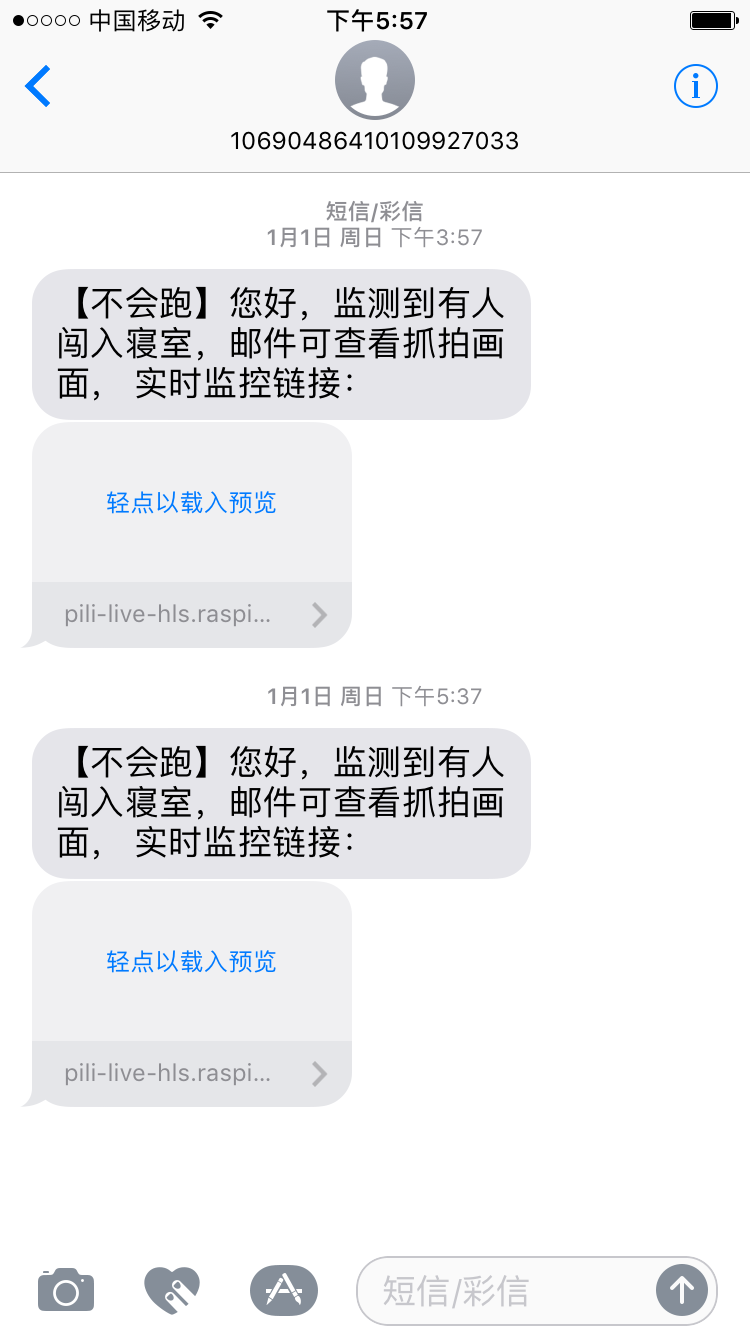 中国移动 下午5:57
10690486410109927033
短信/彩信
1月1日 周日 下午3:57
【不会跑】您好，监测到有人
闯入寝室，邮件可查看抓拍画
面， 实时监控链接：
轻点以载入预览
pili-live-hls.raspi...
1月1日 周日 下午5:37
【不会跑】您好，监测到有人
闯入寝室，邮件可查看抓拍画
面， 实时监控链接：
轻点以载入预览
pili-live-hls.raspi...
短信/彩信